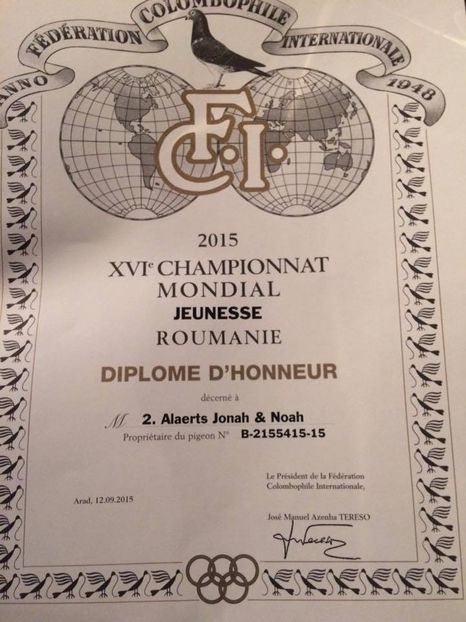 ANNO FÉDÉRATION COLOMBOPHILE INTERNATIONALE 1948
F.C.I.
2015
XVIe CHAMPIONNAT
MONDIAL
JEUNESSE
ROUMANIE
DIPLOME D'HONNEUR
décerné à
M. 2. Alaerts Jonah & Noah
Propriétaire du pigeon N° B-2155415-15
Le Président de la Fédération
Colombophile Internationale,
Arad, 12.09.2015
José Manuel Azenha TERESO